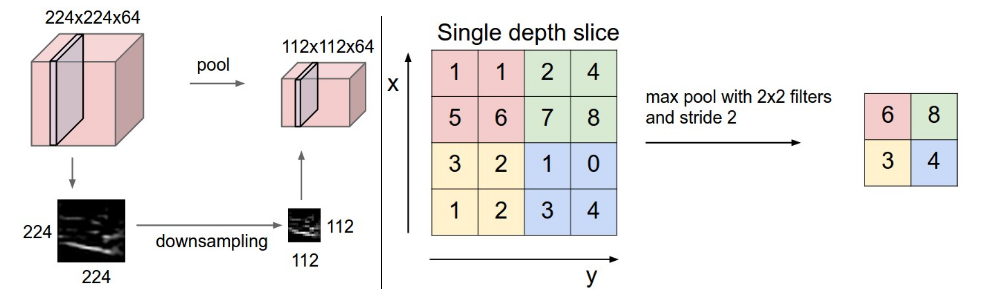 224x224x64
pool
112x112x64
224
224
downsampling
112
112
Single depth slice
x
1 1 2 4
5 6 7 8
3 2 1 0
1 2 3 4
y
max pool with 2x2 filters
and stride 2
6 8
3 4